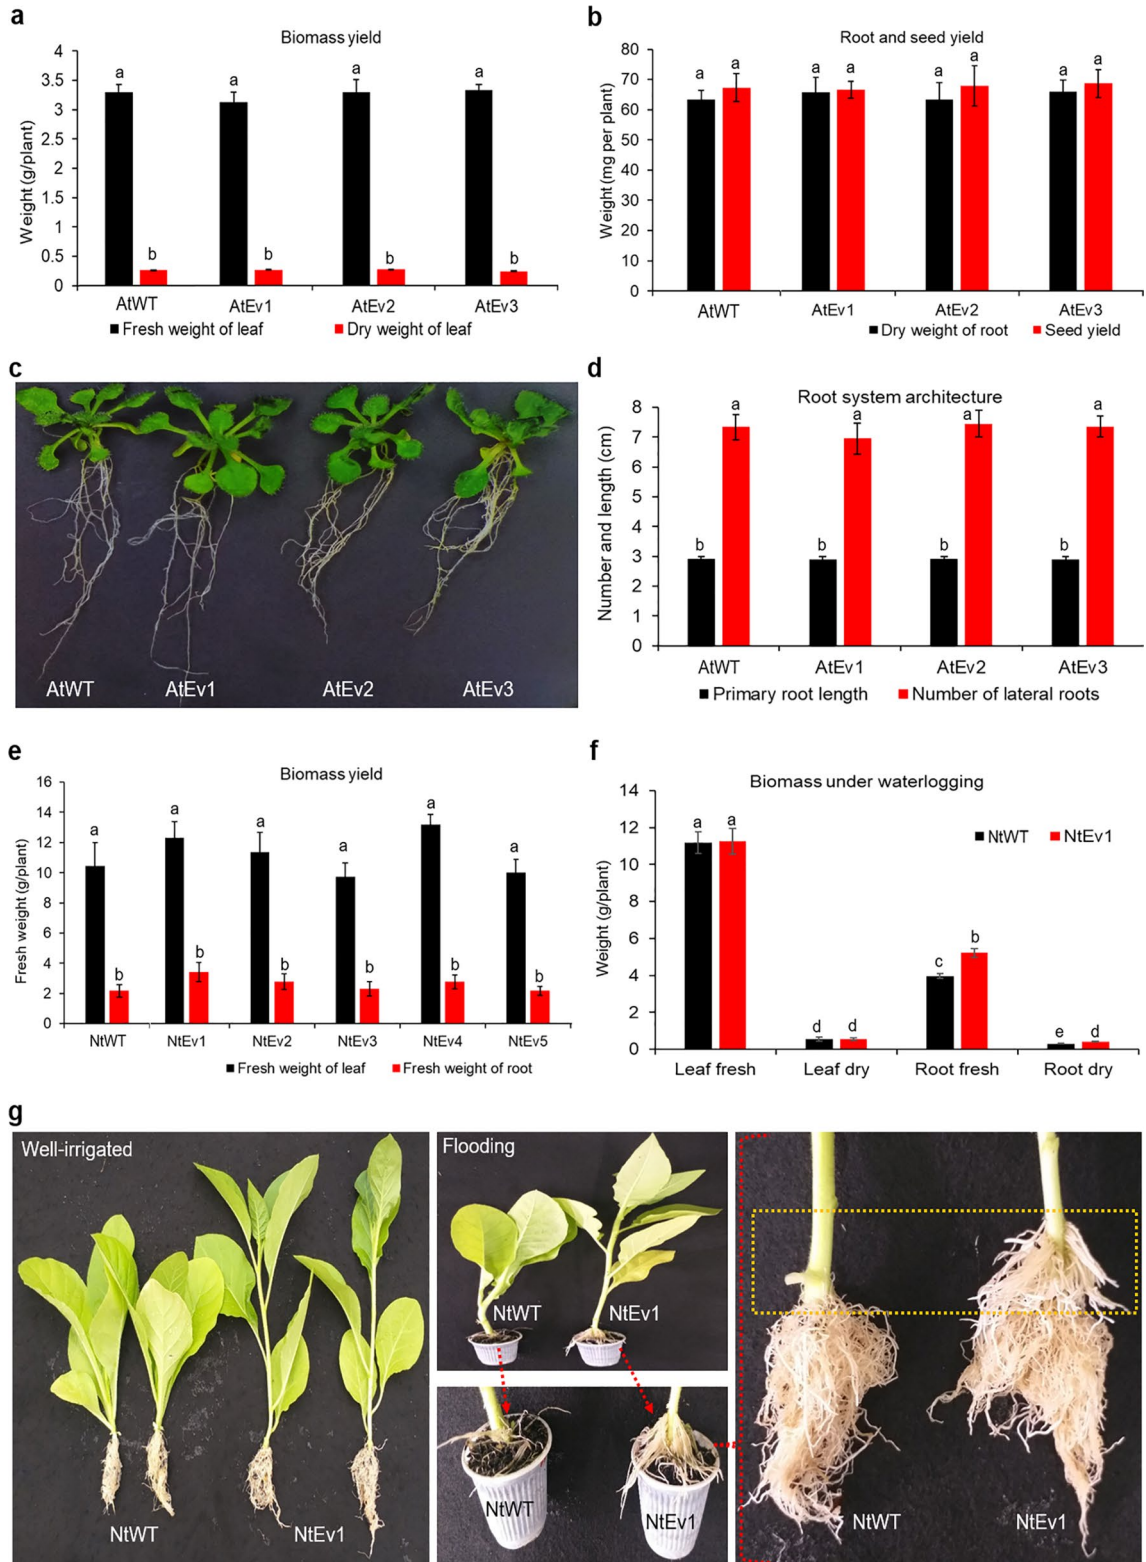 a
Biomass yield
4
3.5
3
2.5
2
1.5
1
0.5
0
Weight (g/plant)
a
a
a
a
b
b
b
b
AtWT
AtEv1
AtEv2
AtEv3
Fresh weight of leaf
Dry weight of leaf
b
Root and seed yield
80
70
60
50
40
30
20
10
0
Weight (mg per plant)
a a
a a
a a
a a
AtWT
AtEv1
AtEv2
AtEv3
Dry weight of root
Seed yield
c
AtWT
AtEv1
AtEv2
AtEv3
d
Root system architecture
8
7
6
5
4
3
2
1
0
Number and length (cm)
a
a
a
a
b
b
b
b
AtWT
AtEv1
AtEv2
AtEv3
Primary root length
Number of lateral roots
e
Biomass yield
16
14
12
10
8
6
4
2
0
Fresh weight (g/plant)
a
a
a
a
a
a
b
b
b
b
b
b
NtWT
NtEv1
NtEv2
NtEv3
NtEv4
NtEv5
Fresh weight of leaf
Fresh weight of root
f
Biomass under waterlogging
14
12
10
8
6
4
2
0
Weight (g/plant)
NtWT
NtEv1
a a
d d
c b
e d
Leaf fresh
Leaf dry
Root fresh
Root dry
g
Well-irrigated
NtWT
NtEv1
Flooding
NtWT
NtEv1
NtWT
NtEv1
NtWT
NtEv1